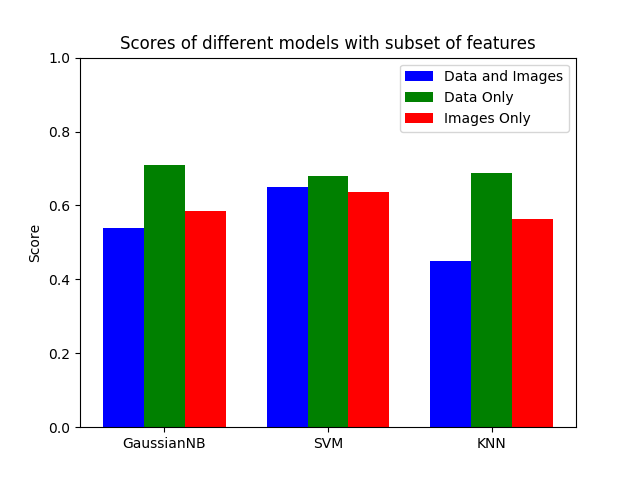 Scores of different models with subset of features
Data and Images
Data Only
Images Only
Score
1.0
0.8
0.6
0.4
0.2
0.0
GaussianNB
SVM
KNN